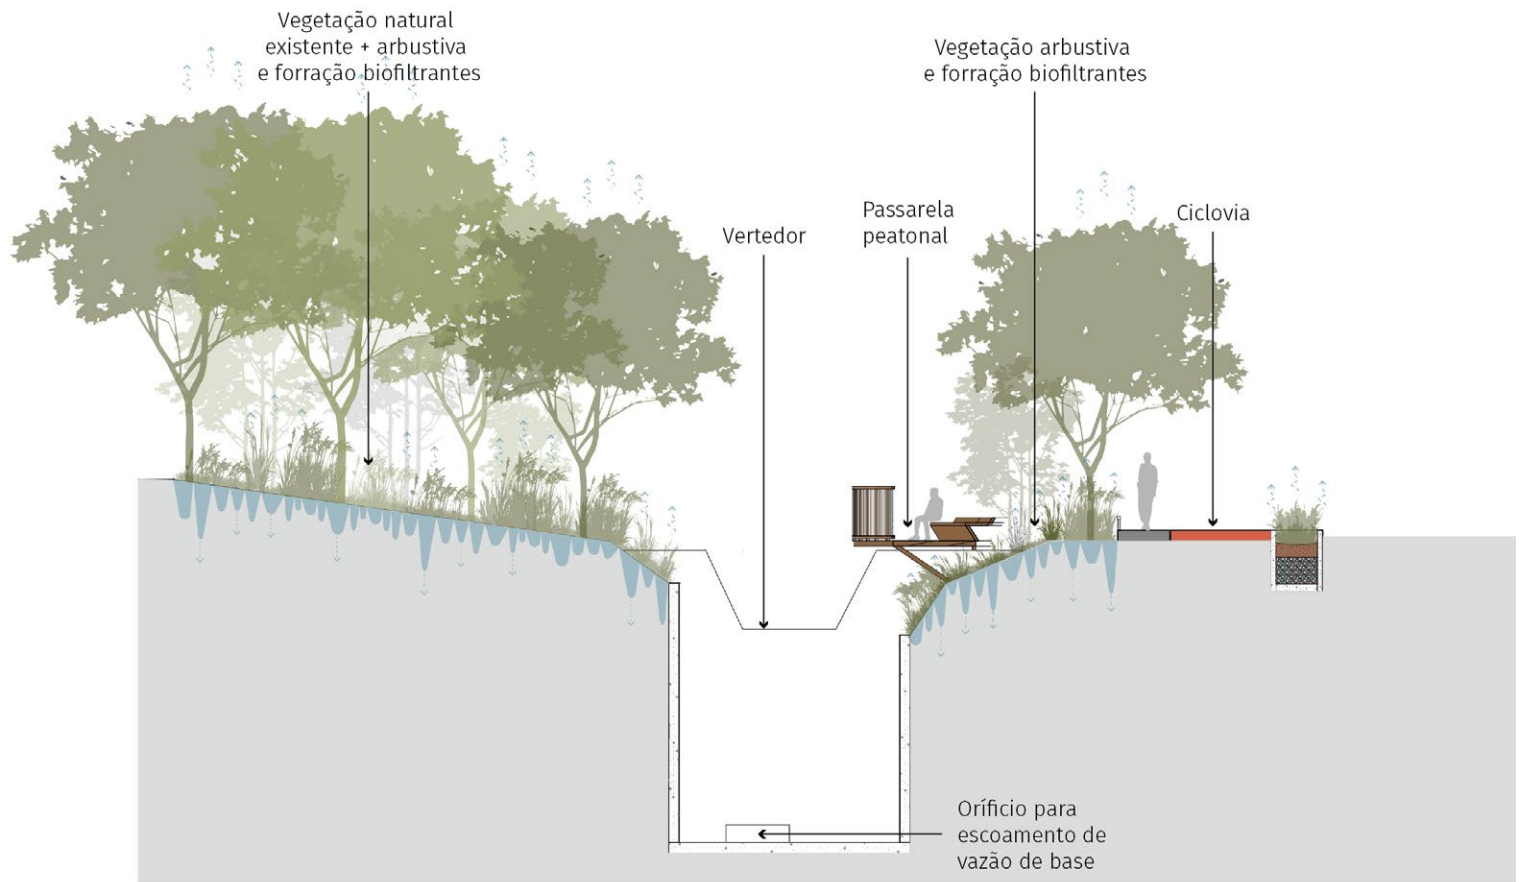 Vegetação natural
existente + arbustiva
e forração biofiltrantes
Vegetação arbustiva
e forração biofiltrantes
Vertedor
Passarela
peatonal
Ciclovia
Oríficio para
escoamento de
vazão de base